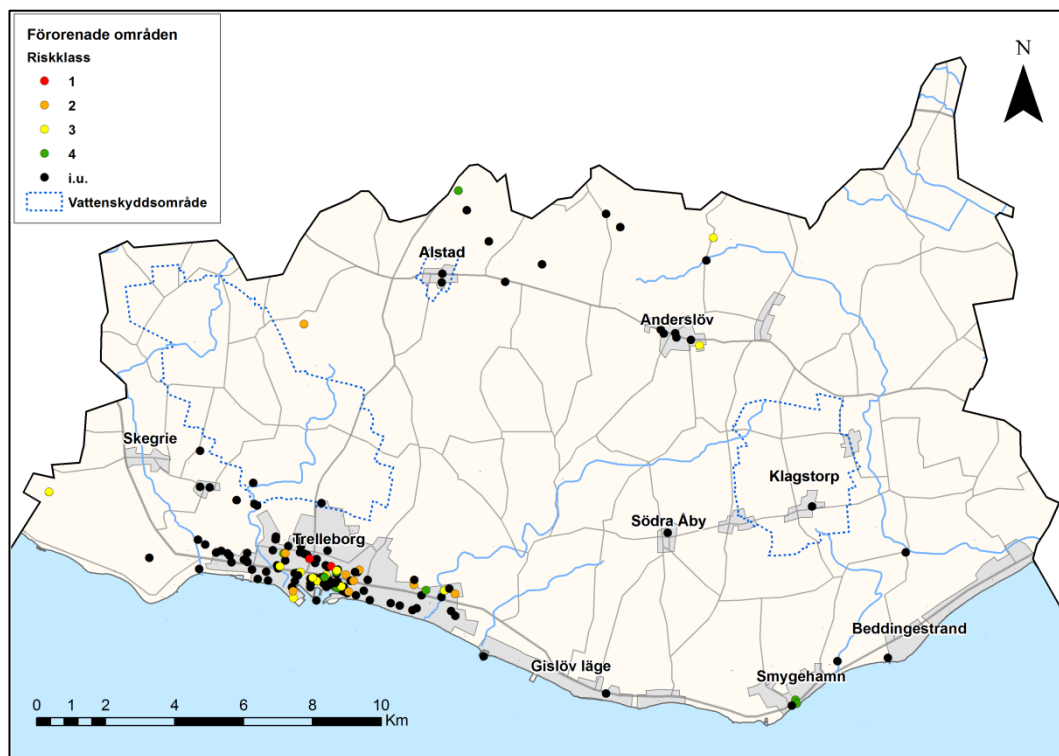 Förorenade områden
Riskklass
1
2
3
4
i.u.
Vattenskyddsområde
N
Alstad
Anderslöv
Skegrie
Klagstorp
Södra Åby
Trelleborg
Beddingestrand
Gislöv läge
Smygehamn
0 1 2 4 6 8 10
Km